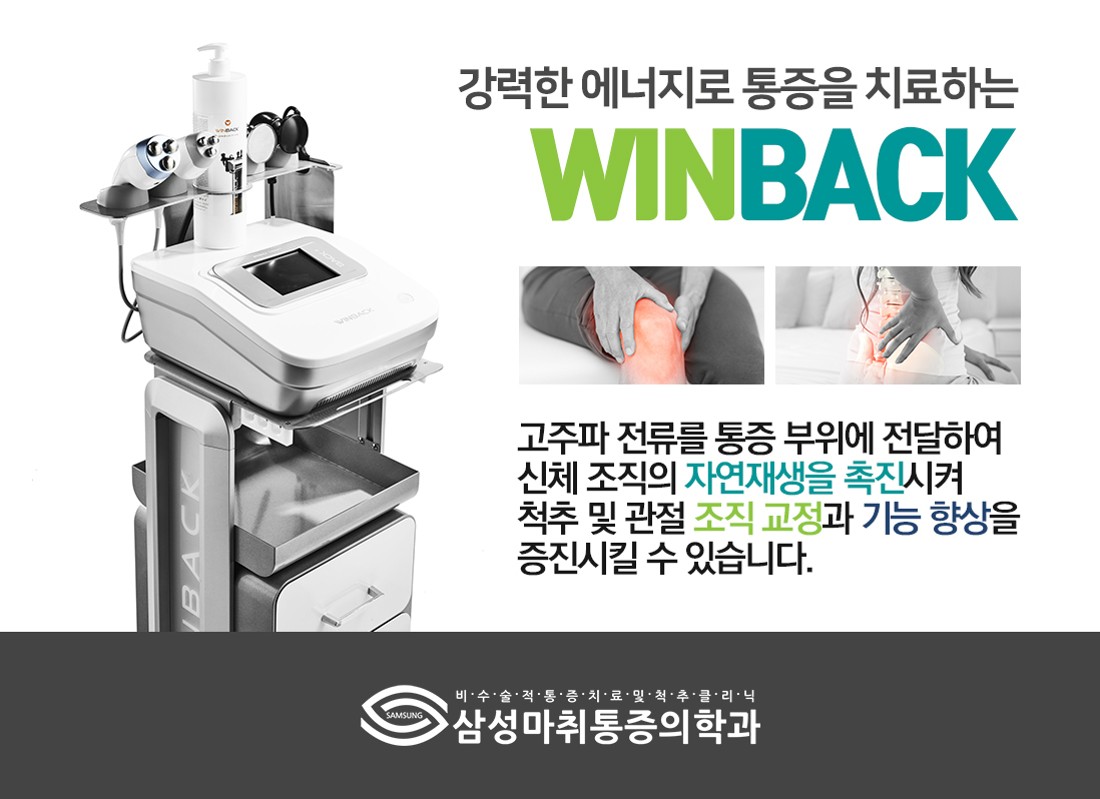 강력한 에너지로 통증을 치료하는
WINBACK
WINBACK
WINBACK
고주파 전류를 통증 부위에 전달하여
신체 조직의 자연재생을 촉진시켜
척추 및 관절 조직 교정과 기능 향상을
증진시킬 수 있습니다.
NBACK
비·수·술·적·통·증·치·료·및·척·추·클·리·닉
SAMSUNG
삼성마취통증의학과